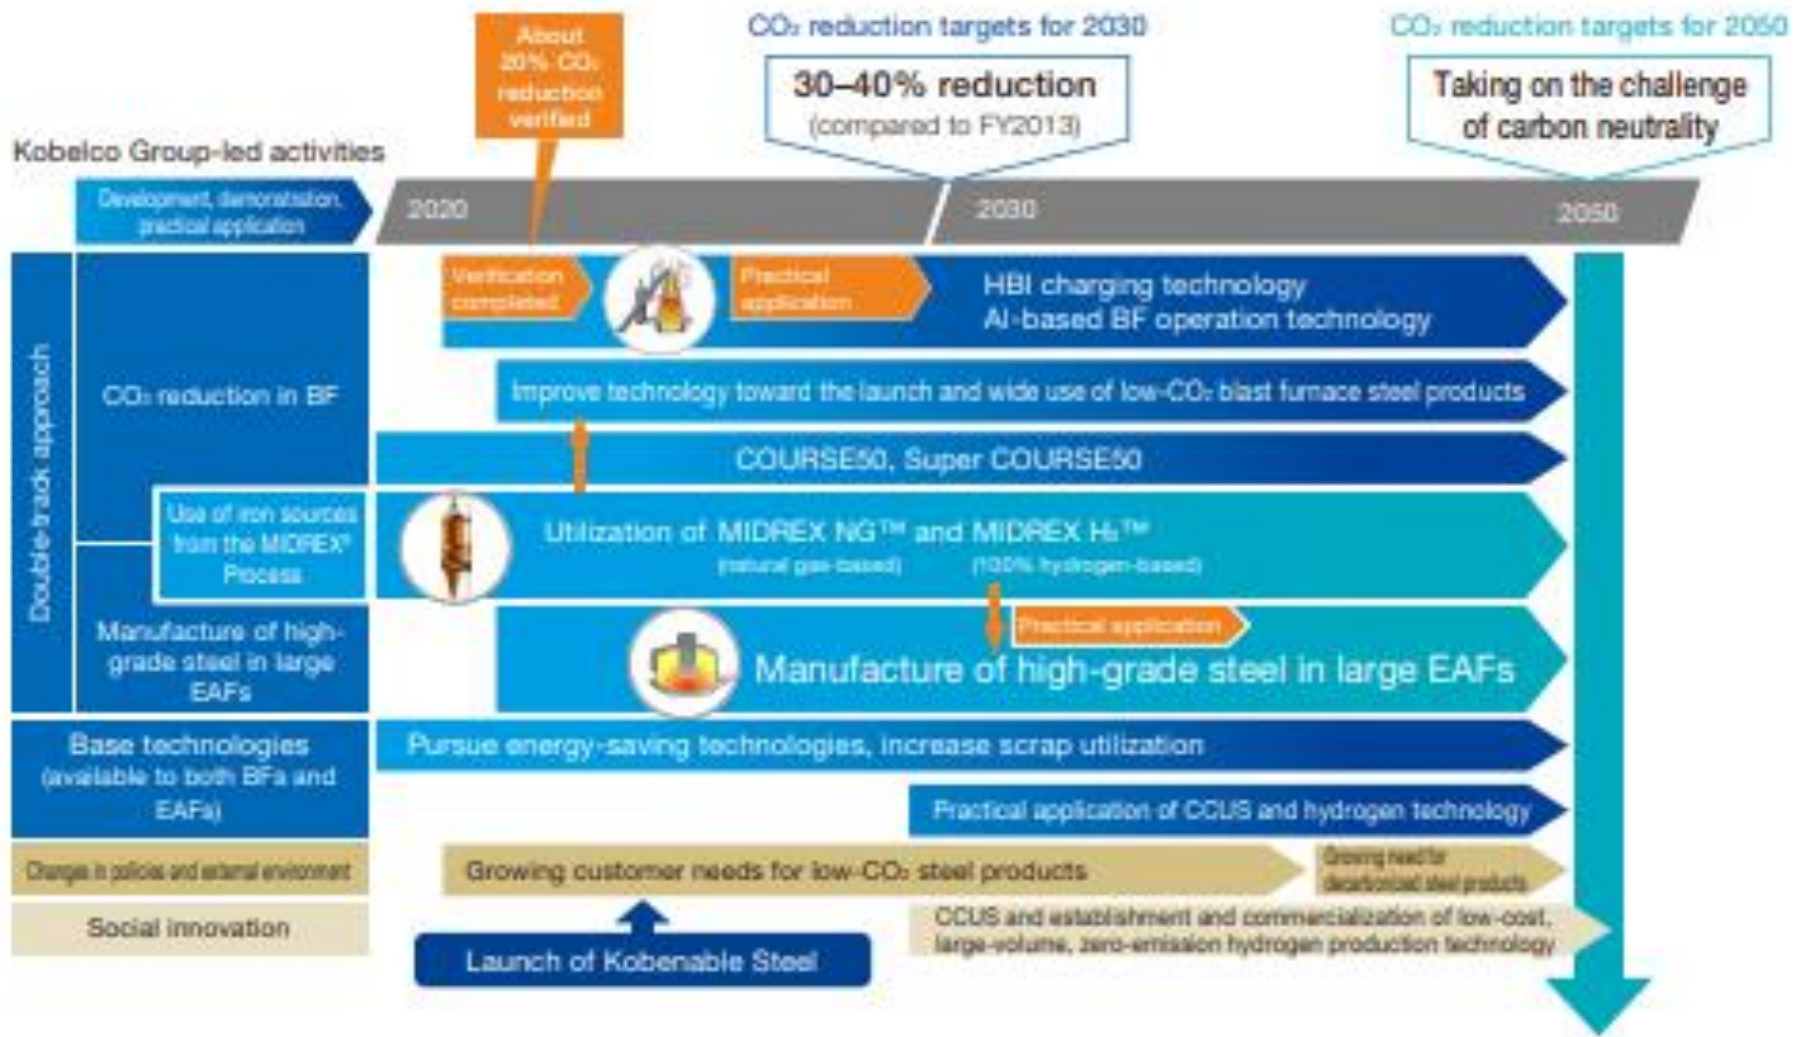 About
20% CO₂
reduction
verified
CO₂ reduction targets for 2030
30–40% reduction
(compared to FY2013)
CO₂ reduction targets for 2050
Taking on the challenge
of carbon neutrality
Kobelco Group-led activities
Development, demonstration,
practical application
2020
2030
2050
Double-track approach
CO₂ reduction in BF
Verification
completed
Practical
application
HBI charging technology
AI-based BF operation technology
Improve technology toward the launch and wide use of low-CO₂ blast furnace steel products
COURSE50, Super COURSE50
Use of iron sources
from the MIDREX®
Process
Utilization of MIDREX NG™ and MIDREX H₂™
(natural gas-based) (100% hydrogen-based)
Manufacture of high-
grade steel in large
EAFs
Practical application
Manufacture of high-grade steel in large EAFs
Base technologies
(available to both BFs and
EAFs)
Pursue energy-saving technologies, increase scrap utilization
Practical application of CCUS and hydrogen technology
Changes in policies and external environment
Growing customer needs for low-CO₂ steel products
Growing need for
decarbonized steel products
Social innovation
CCUS and establishment and commercialization of low-cost,
large-volume, zero-emission hydrogen production technology
Launch of Kobenable Steel